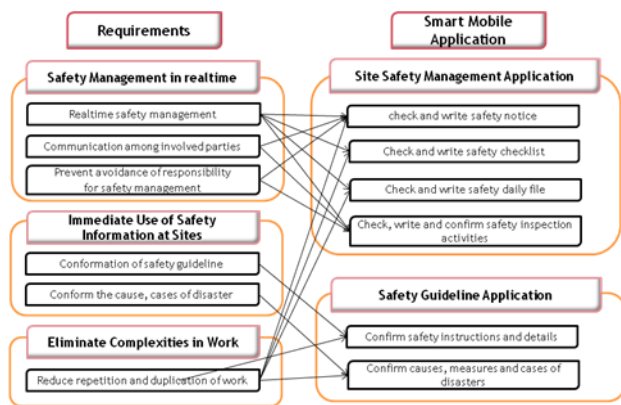 Requirements
Smart Mobile
Application
Safety Management in realtime
Realtime safety management
Communication among involved parties
Prevent avoidance of responsibility
for safety management
Immediate Use of Safety
Information at Sites
Conformation of safety guideline
Conform the cause, cases of disaster
Eliminate Complexities in Work
Reduce repetition and duplication of work
Site Safety Management Application
check and write safety notice
Check and write safety checklist
Check and write safety daily file
Check, write and confirm safety inspection
activities
Safety Guideline Application
Confirm safety instructions and details
Confirm causes, measures and cases of
disasters